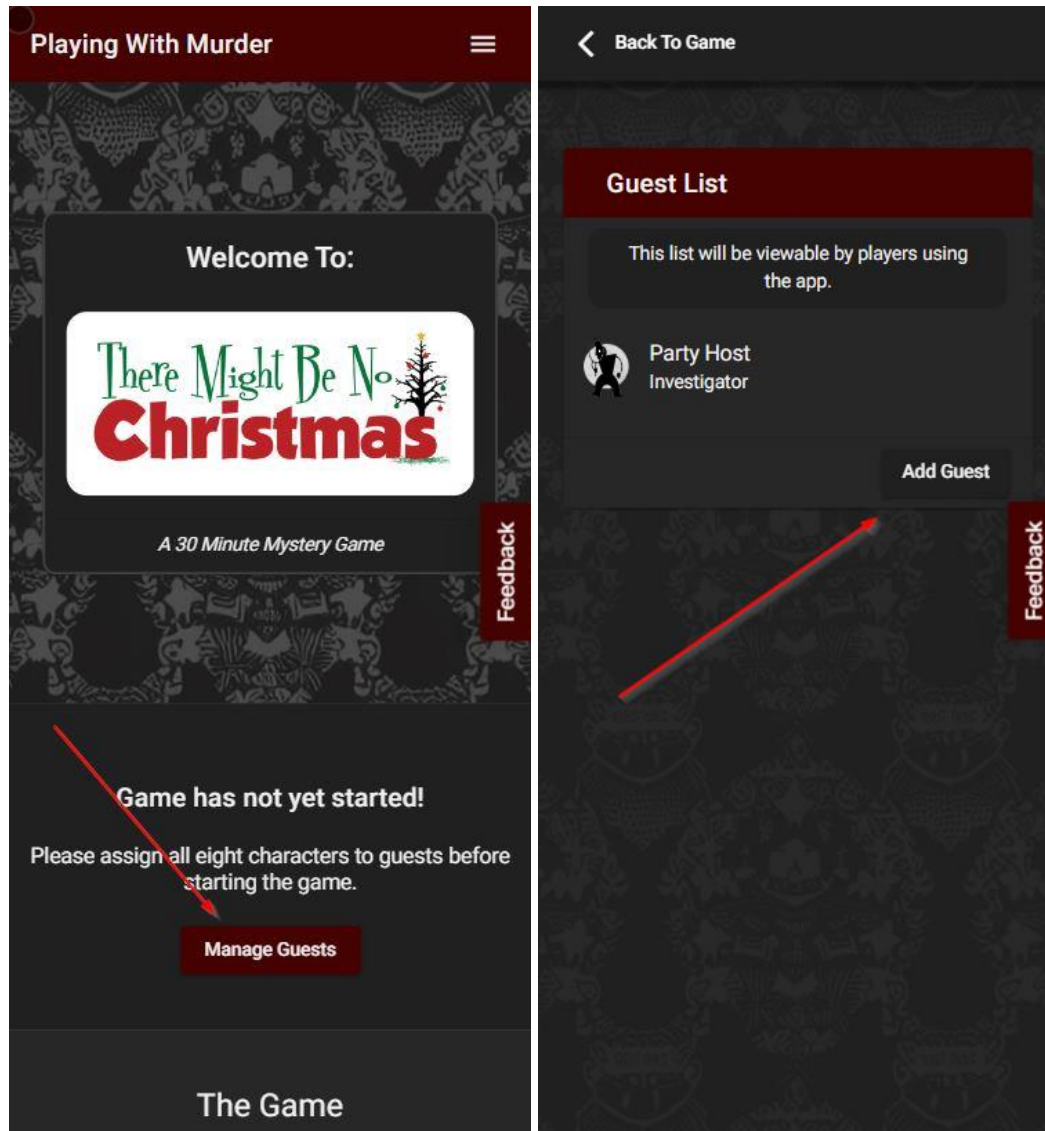 Playing With Murder
Welcome To:
There Might Be No
Christmas
A 30 Minute Mystery Game
Feedback
Game has not yet started!
Please assign all eight characters to guests before
starting the game.
Manage Guests
The Game
Back To Game
Guest List
This list will be viewable by players using
the app.
Party Host
Investigator
Add Guest
Feedback